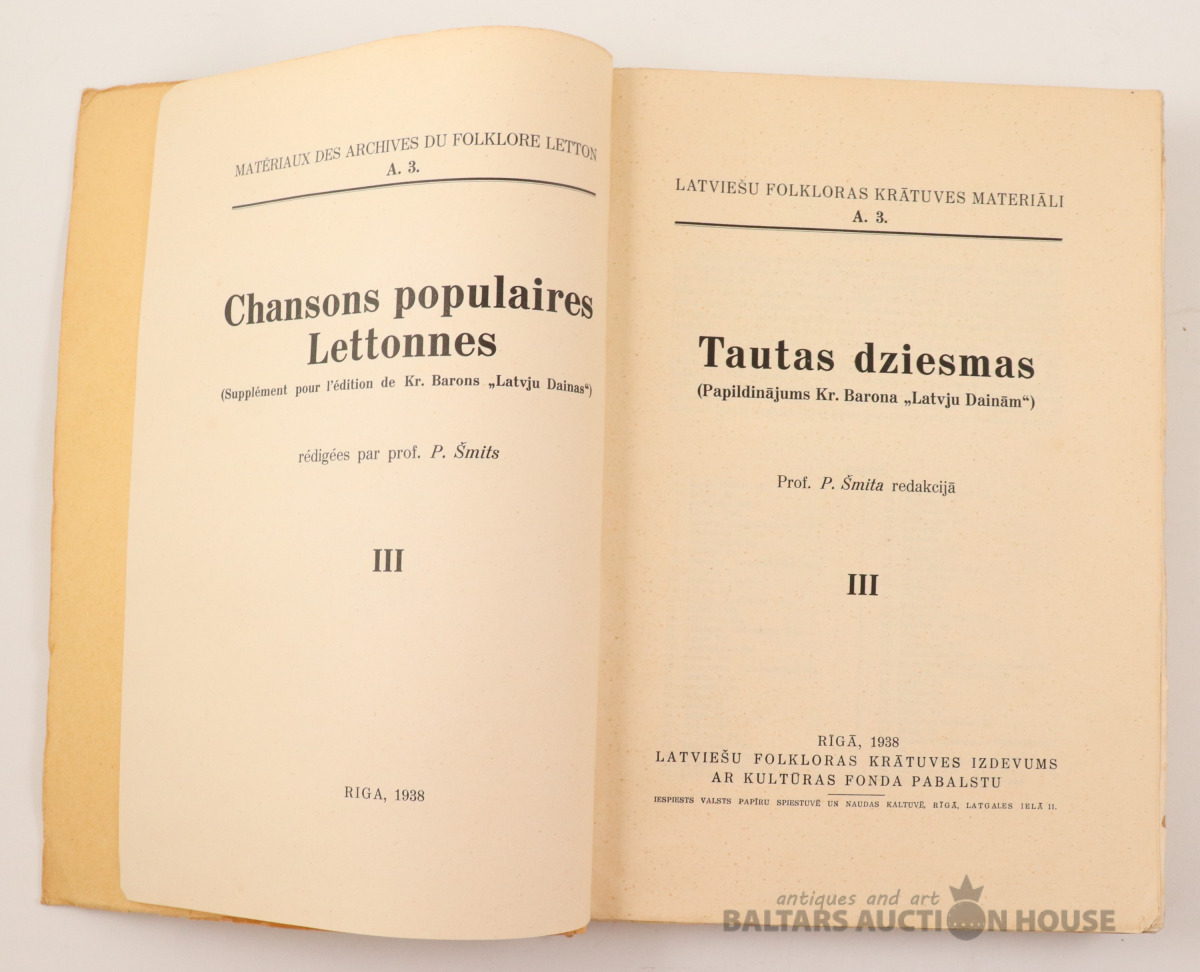 MATÉRIAUX DES ARCHIVES DU FOLKLORE LETTON
A. 3.
Chansons populaires
Lettonnes
(Supplément pour l'édition de Kr. Barons „Latvju Dainas“)
rédigées par prof. P. Šmits
III
RIGA, 1938
LATVIEŠU FOLKLORAS KRĀTUVES MATERIĀLI
A. 3.
Tautas dziesmas
(Papildinājums Kr. Barona „Latvju Dainām“)
Prof. P. Šmita redakcijā
III
RĪGĀ, 1938
LATVIEŠU FOLKLORAS KRĀTUVES IZDEVUMS
AR KULTŪRAS FONDA PABALSTU
IESPIESTS VALSTS PAPĪRU SPIESTUVĒ UN NAUDAS KALTUVĒ, RĪGĀ, LATGALES IELĀ 11.
antiques and art
BALTARS AUCTION HOUSE